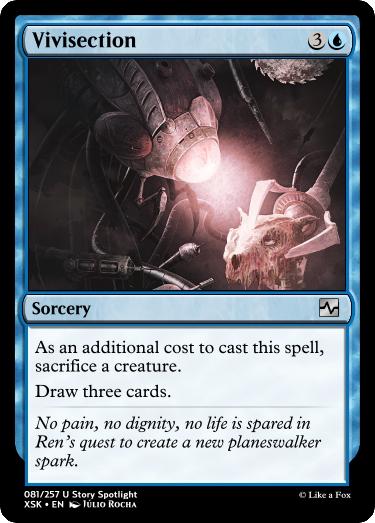 Vivisection 3
Sorcery
As an additional cost to cast this spell,
sacrifice a creature.
Draw three cards.
No pain, no dignity, no life is spared in
Ren's quest to create a new planeswalker
spark.
081/257 U Story Spotlight
XSK • EN Julio Rocha
© Like a Fox